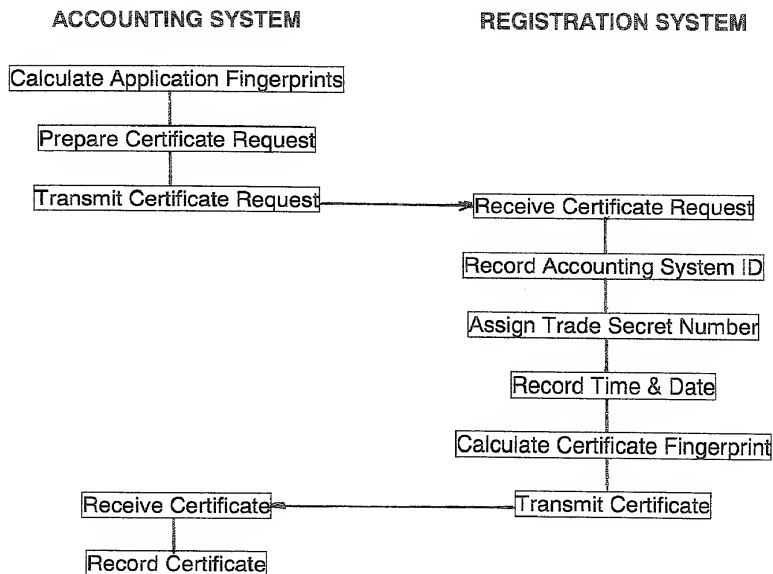 ACCOUNTING SYSTEM
REGISTRATION SYSTEM
Calculate Application Fingerprints
Prepare Certificate Request
Transmit Certificate Request
Receive Certificate Request
Record Accounting System ID
Assign Trade Secret Number
Record Time & Date
Calculate Certificate Fingerprint
Transmit Certificate
Receive Certificate
Record Certificate